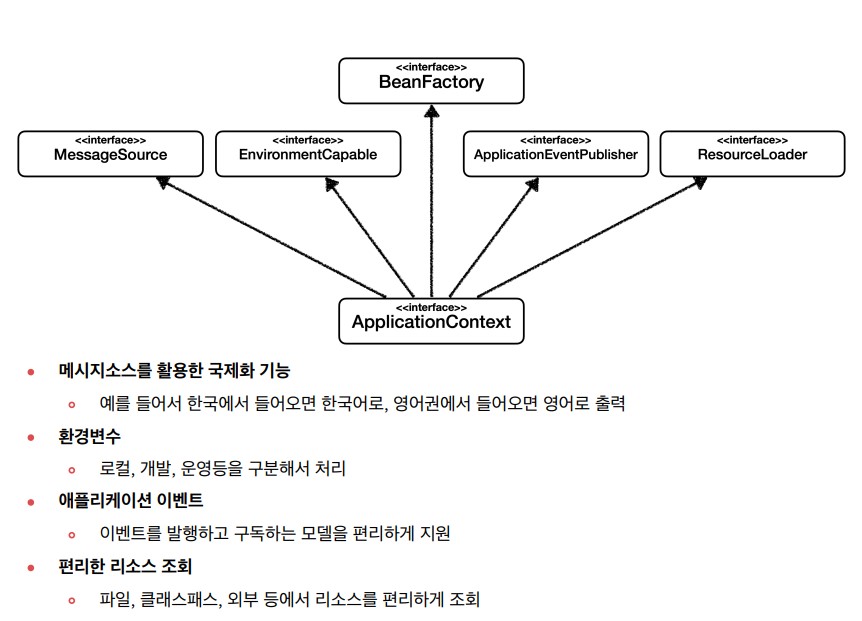 <<interface>>
BeanFactory
<<interface>>
MessageSource
<<interface>>
EnvironmentCapable
<<interface>>
ApplicationEventPublisher
<<interface>>
ResourceLoader
<<interface>>
ApplicationContext
메시지소스를 활용한 국제화 기능
예를 들어서 한국에서 들어오면 한국어로, 영어권에서 들어오면 영어로 출력
환경변수
로컬, 개발, 운영등을 구분해서 처리
애플리케이션 이벤트
이벤트를 발행하고 구독하는 모델을 편리하게 지원
편리한 리소스 조회
파일, 클래스패스, 외부 등에서 리소스를 편리하게 조회